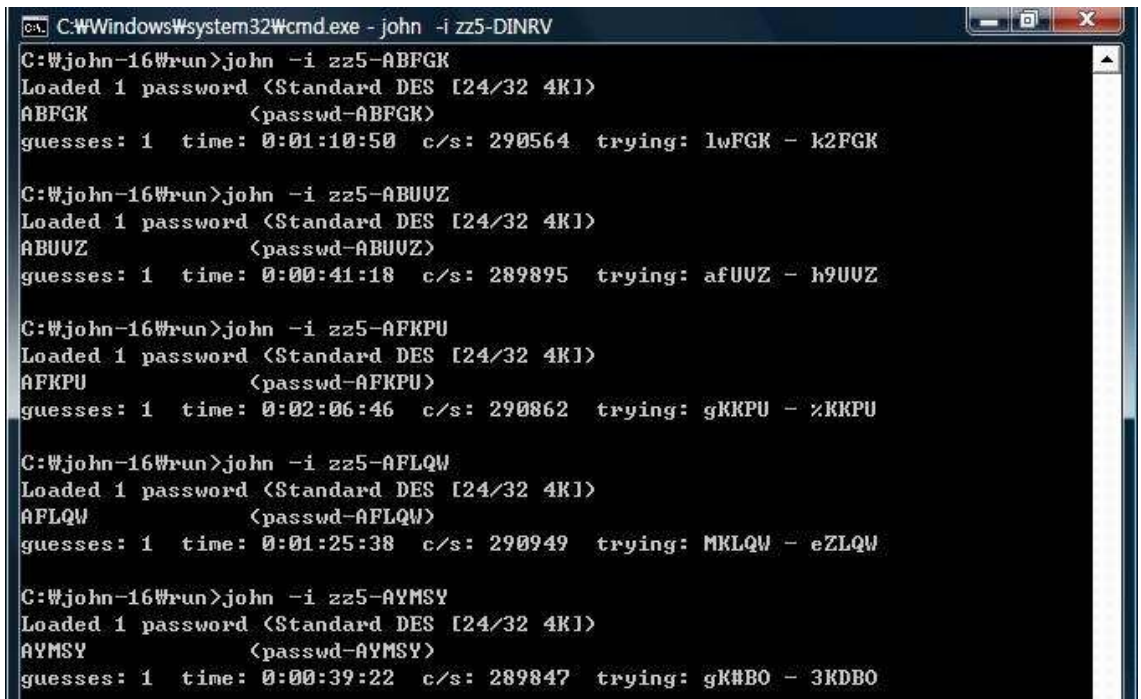 C:₩Windows₩system32₩cmd.exe - john -i zz5-DINRV
C:₩john-16₩run>john -i zz5-ABFGK
Loaded 1 password (Standard DES [24/32 4K])
ABFGK (passwd-ABFGK)
guesses: 1 time: 0:01:10:50 c/s: 290564 trying: lwFGK - k2FGK
C:₩john-16₩run>john -i zz5-ABUVZ
Loaded 1 password (Standard DES [24/32 4K])
ABUVZ (passwd-ABUVZ)
guesses: 1 time: 0:00:41:18 c/s: 289895 trying: afUVZ - h9UVZ
C:₩john-16₩run>john -i zz5-AFKPU
Loaded 1 password (Standard DES [24/32 4K])
AFKPU (passwd-AFKPU)
guesses: 1 time: 0:02:06:46 c/s: 290862 trying: gKKPU - %KKPU
C:₩john-16₩run>john -i zz5-AFLQW
Loaded 1 password (Standard DES [24/32 4K])
AFLQW (passwd-AFLQW)
guesses: 1 time: 0:01:25:38 c/s: 290949 trying: MKLQW - eZLQW
C:₩john-16₩run>john -i zz5-AYMSY
Loaded 1 password (Standard DES [24/32 4K])
AYMSY (passwd-AYMSY)
guesses: 1 time: 0:00:39:22 c/s: 289847 trying: gK#BO - 3KDBO